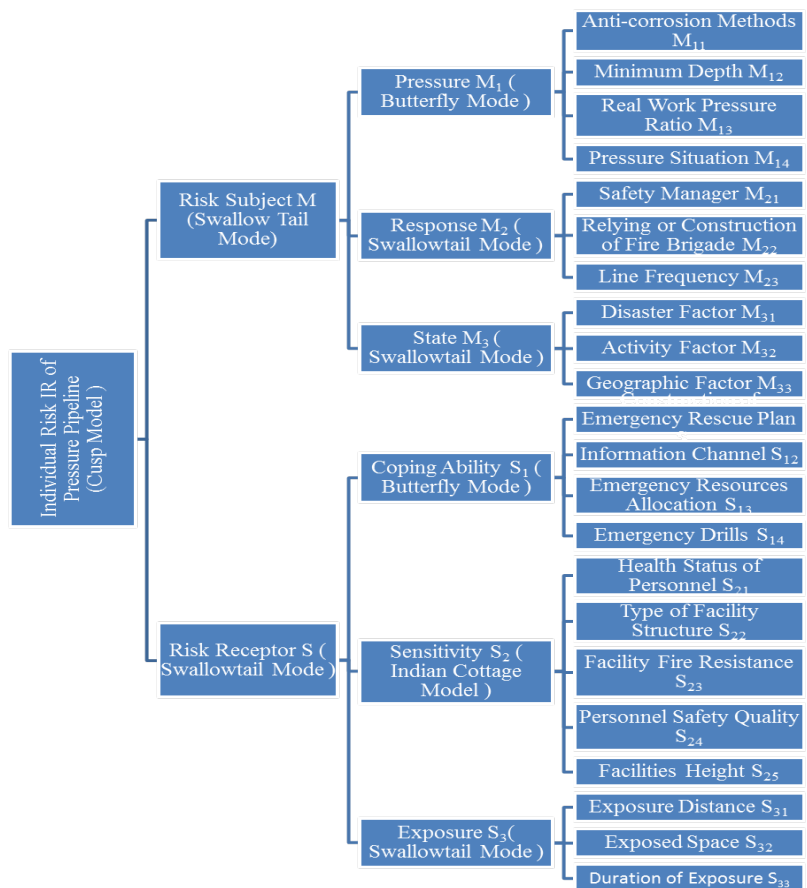 Individual Risk IR of
Pressure Pipeline
(Cusp Model )
Risk Subject M
(Swallow Tail
Mode)
Risk Receptor S (
Swallowtail Mode )
Pressure M₁ (
Butterfly Mode )
Response M₂ (
Swallowtail Mode )
State M₃ (
Swallowtail Mode )
Coping Ability S₁ (
Butterfly Mode )
Sensitivity S₂ (
Indian Cottage
Model )
Exposure S₃(
Swallowtail Mode )
Anti-corrosion Methods
M₁₁
Minimum Depth M₁₂
Real Work Pressure
Ratio M₁₃
Pressure Situation M₁₄
Safety Manager M₂₁
Relying or Construction
of Fire Brigade M₂₂
Line Frequency M₂₃
Disaster Factor M₃₁
Activity Factor M₃₂
Geographic Factor M₃₃
Emergency Rescue Plan
Information Channel S₁₂
Emergency Resources
Allocation S₁₃
Emergency Drills S₁₄
Health Status of
Personnel S₂₁
Type of Facility
Structure S₂₂
Facility Fire Resistance
S₂₃
Personnel Safety Quality
S₂₄
Facilities Height S₂₅
Exposure Distance S₃₁
Exposed Space S₃₂
Duration of Exposure S₃₃